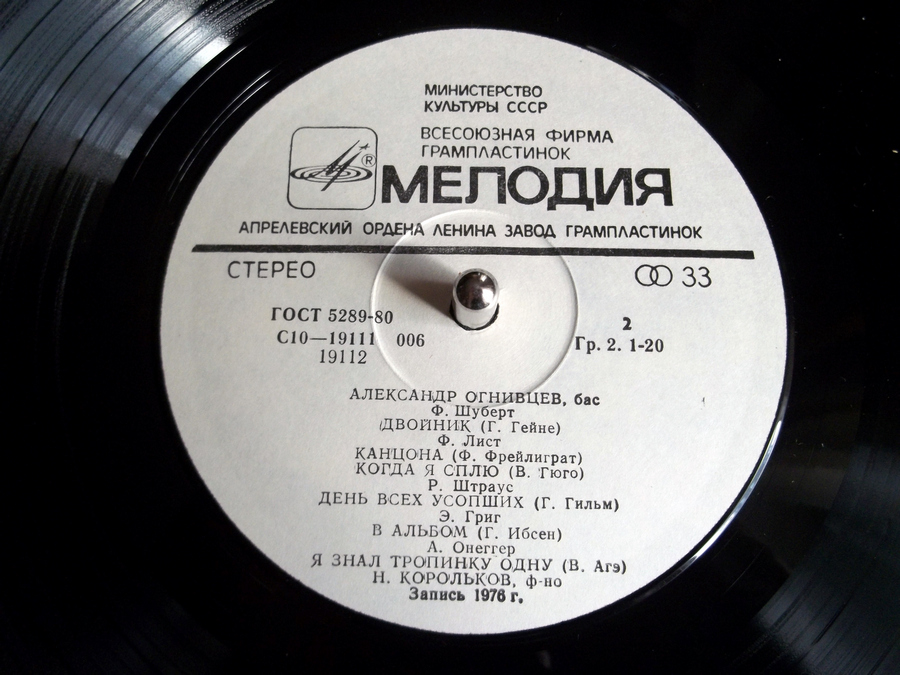 МИНИСТЕРСТВО
КУЛЬТУРЫ СССР
ВСЕСОЮЗНАЯ ФИРМА
ГРАМПЛАСТИНОК
® МЕЛОДИЯ
АПРЕЛЕВСКИЙ ОРДЕНА ЛЕНИНА ЗАВОД ГРАМПЛАСТИНОК
СТЕРЕО 33
ГОСТ 5289-80 2
С10—19111 006 Гр. 2. 1-20
19112
АЛЕКСАНДР ОГНИВЦЕВ, бас
Ф. Шуберт
ДВОЙНИК (Г. Гейне)
Ф. Лист
КАНЦОНА (Ф. Фрейлиграт)
КОГДА Я СПЛЮ (В. Гюго)
Р. Штраус
ДЕНЬ ВСЕХ УСОПШИХ (Г. Гильм)
Э. Григ
В АЛЬБОМ (Г. Ибсен)
А. Онеггер
Я ЗНАЛ ТРОПИНКУ ОДНУ (В. Агэ)
Н. КОРОЛЬКОВ, ф-но
Запись 1976 г.